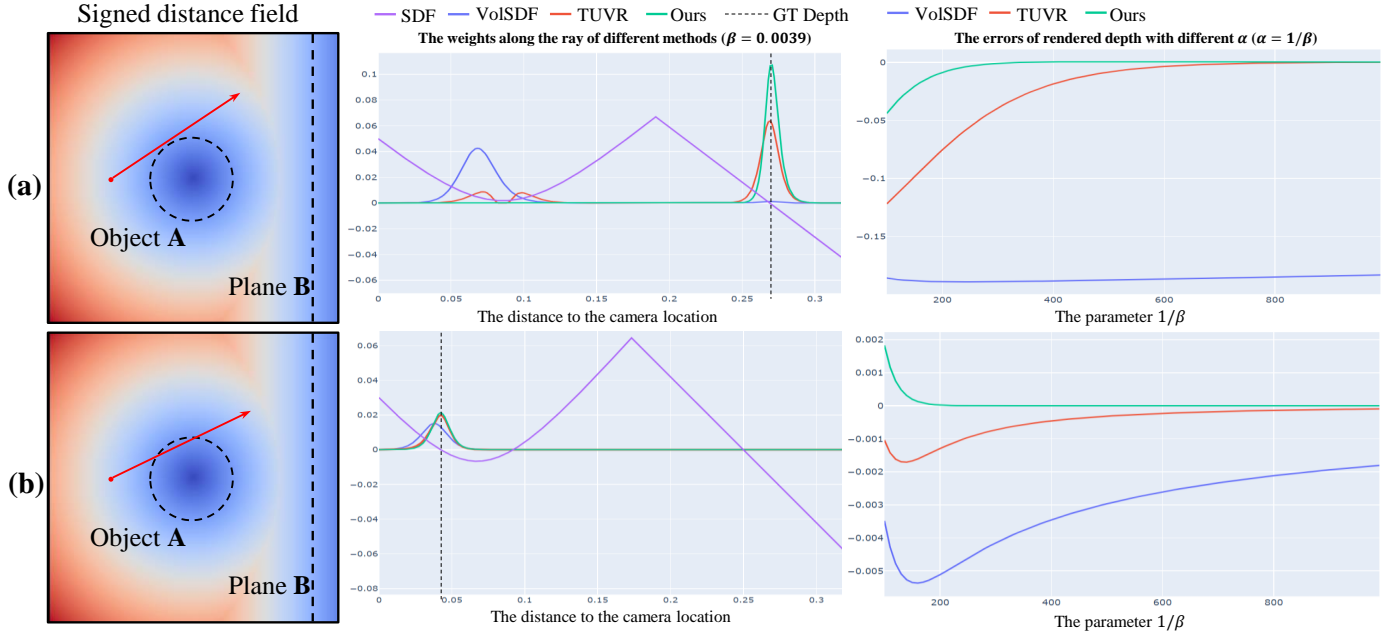 Signed distance field
SDF VolSDF TUVR Ours GT Depth
VolSDF TUVR Ours
The weights along the ray of different methods (β = 0.0039)
The errors of rendered depth with different α (α = 1/β)
(a)
Object A
Plane B
0.1
0.08
0.06
0.04
0.02
0
−0.02
−0.04
−0.06
0 0.05 0.1 0.15 0.2 0.25 0.3
The distance to the camera location
0
−0.05
−0.1
−0.15
200 400 600 800
The parameter 1/β
(b)
Object A
Plane B
0.06
0.04
0.02
0
−0.02
−0.04
−0.06
−0.08
0 0.05 0.1 0.15 0.2 0.25 0.3
The distance to the camera location
0.002
0.001
0
−0.001
−0.002
−0.003
−0.004
−0.005
200 400 600 800
The parameter 1/β